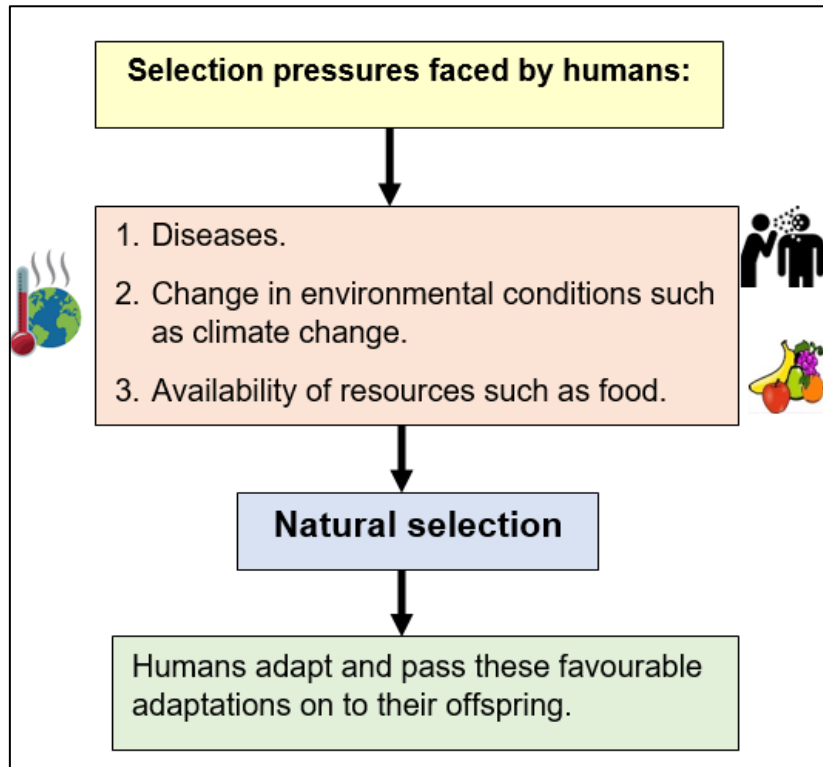 Selection pressures faced by humans:
1. Diseases.
2. Change in environmental conditions such
as climate change.
3. Availability of resources such as food.
Natural selection
Humans adapt and pass these favourable
adaptations on to their offspring.